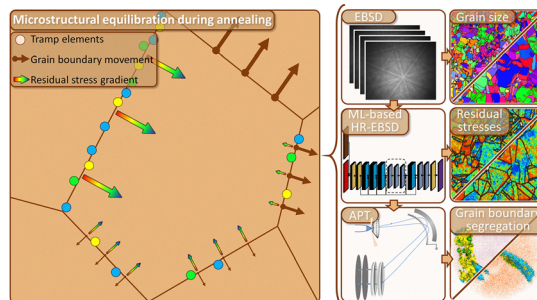 Microstructural equilibration during annealing
Tramp elements
Grain boundary movement
Residual stress gradient
EBSD
Grain size
ML-based
HR-EBSD
Residual
stresses
APT
Grain boundary
segregation